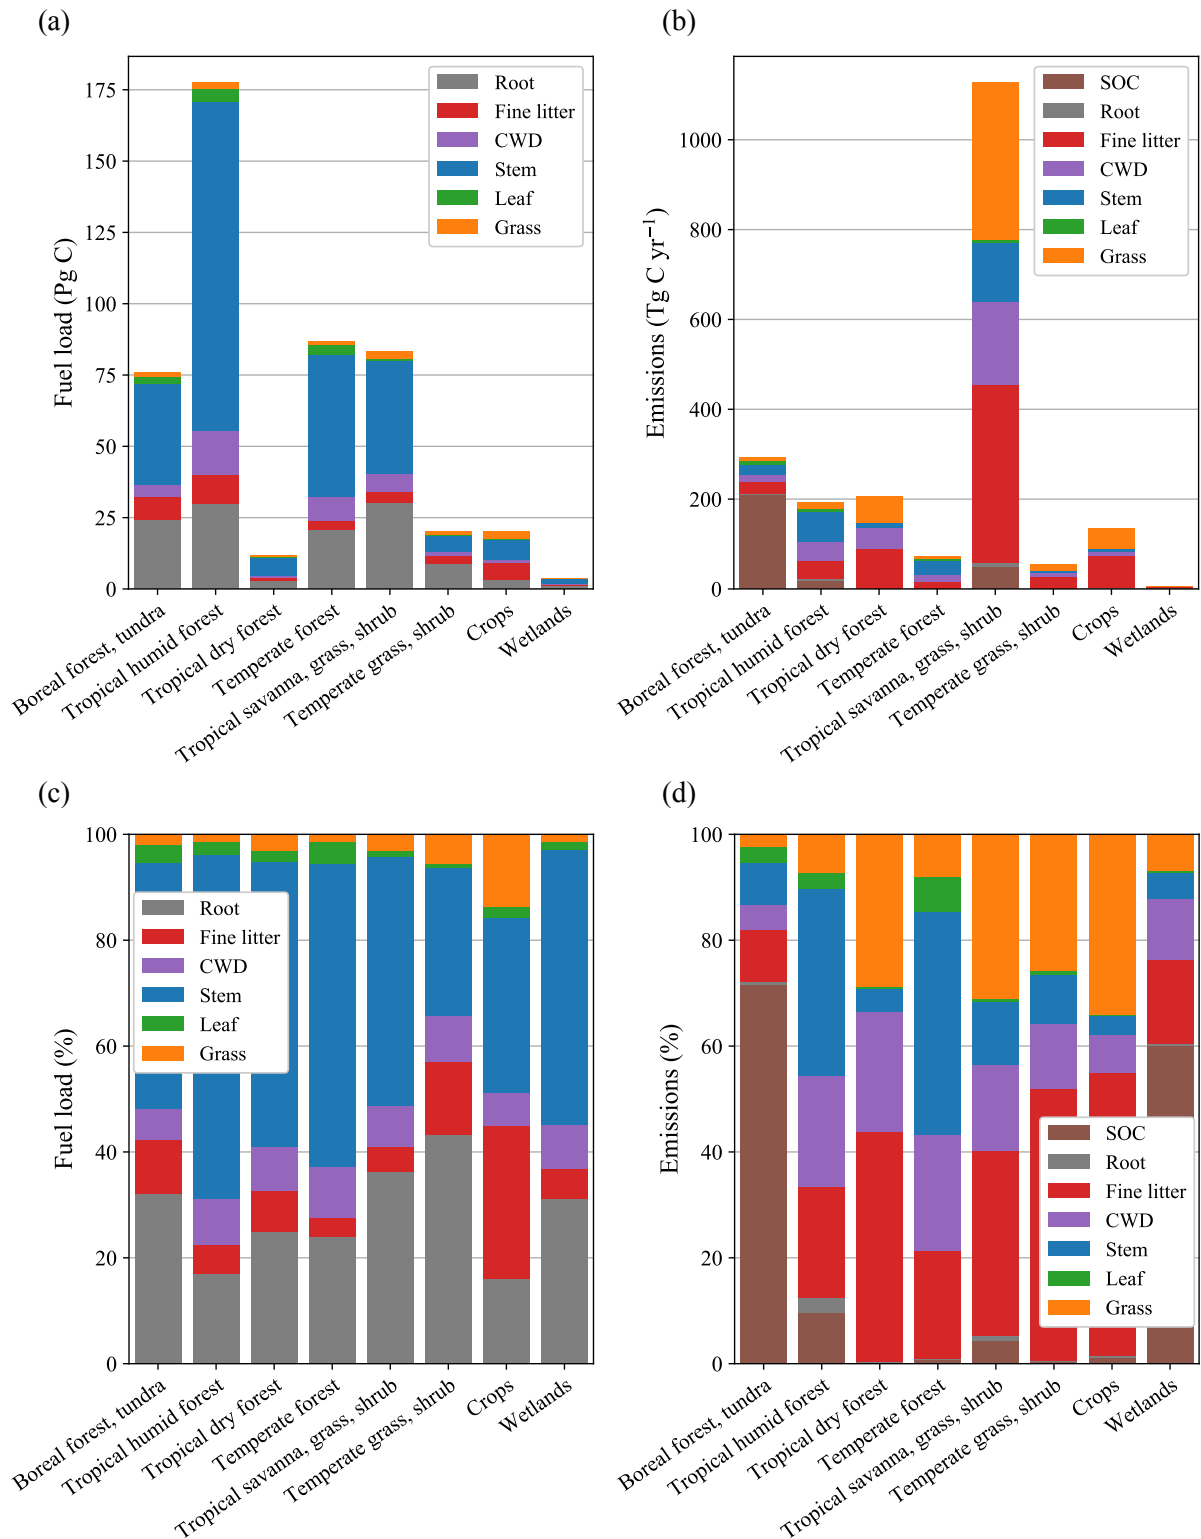 (a)
175
150
125
100
75
50
25
0
Fuel load (Pg C)
Root
Fine litter
CWD
Stem
Leaf
Grass
Boreal forest, tundra
Tropical humid forest
Tropical dry forest
Temperate forest
Tropical savanna, grass, shrub
Temperate grass, shrub
Crops
Wetlands
(b)
1000
800
600
400
200
0
Emissions (Tg C yr⁻¹)
SOC
Root
Fine litter
CWD
Stem
Leaf
Grass
Boreal forest, tundra
Tropical humid forest
Tropical dry forest
Temperate forest
Tropical savanna, grass, shrub
Temperate grass, shrub
Crops
Wetlands
(c)
100
80
60
40
20
0
Fuel load (%)
Root
Fine litter
CWD
Stem
Leaf
Grass
Boreal forest, tundra
Tropical humid forest
Tropical dry forest
Temperate forest
Tropical savanna, grass, shrub
Temperate grass, shrub
Crops
Wetlands
(d)
100
80
60
40
20
0
Emissions (%)
SOC
Root
Fine litter
CWD
Stem
Leaf
Grass
Boreal forest, tundra
Tropical humid forest
Tropical dry forest
Temperate forest
Tropical savanna, grass, shrub
Temperate grass, shrub
Crops
Wetlands